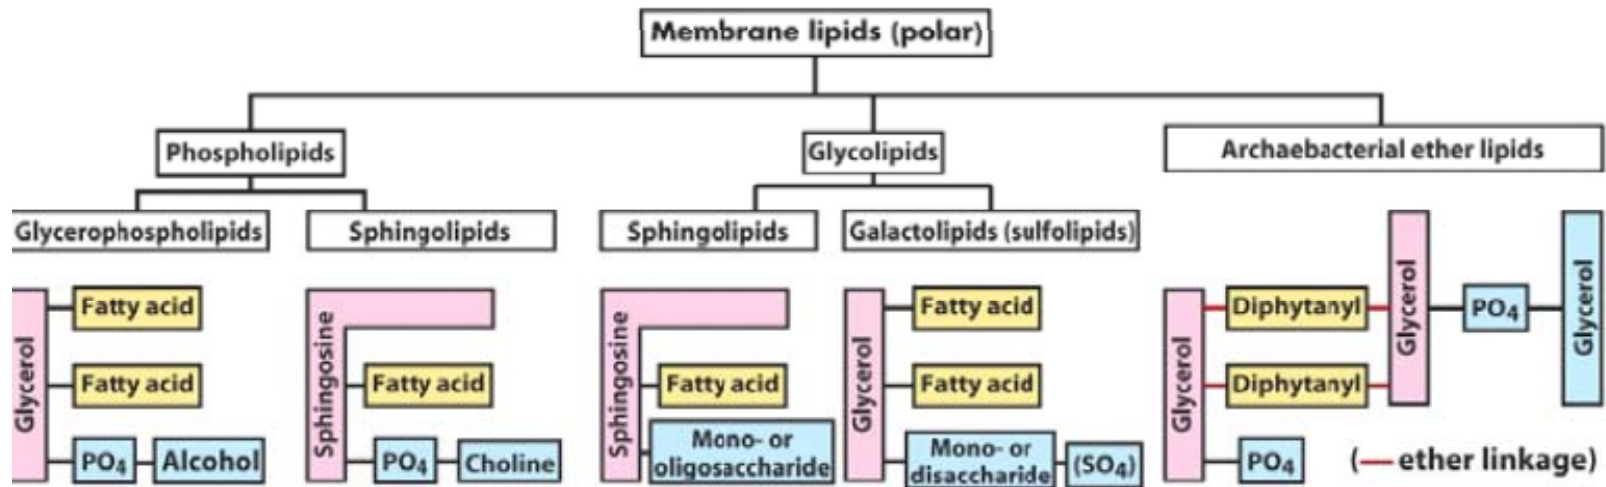 Membrane lipids (polar)
Phospholipids
Glycolipids
Archaebacterial ether lipids
Glycerophospholipids
Sphingolipids
Sphingolipids
Galactolipids (sulfolipids)
Glycerol
Fatty acid
Fatty acid
PO4
Alcohol
Sphingosine
Fatty acid
PO4
Choline
Sphingosine
Fatty acid
Mono- or
oligosaccharide
Glycerol
Fatty acid
Fatty acid
Mono- or
disaccharide
(SO4)
Glycerol
Diphytanyl
Diphytanyl
PO4
Glycerol
PO4
Glycerol
(— ether linkage)